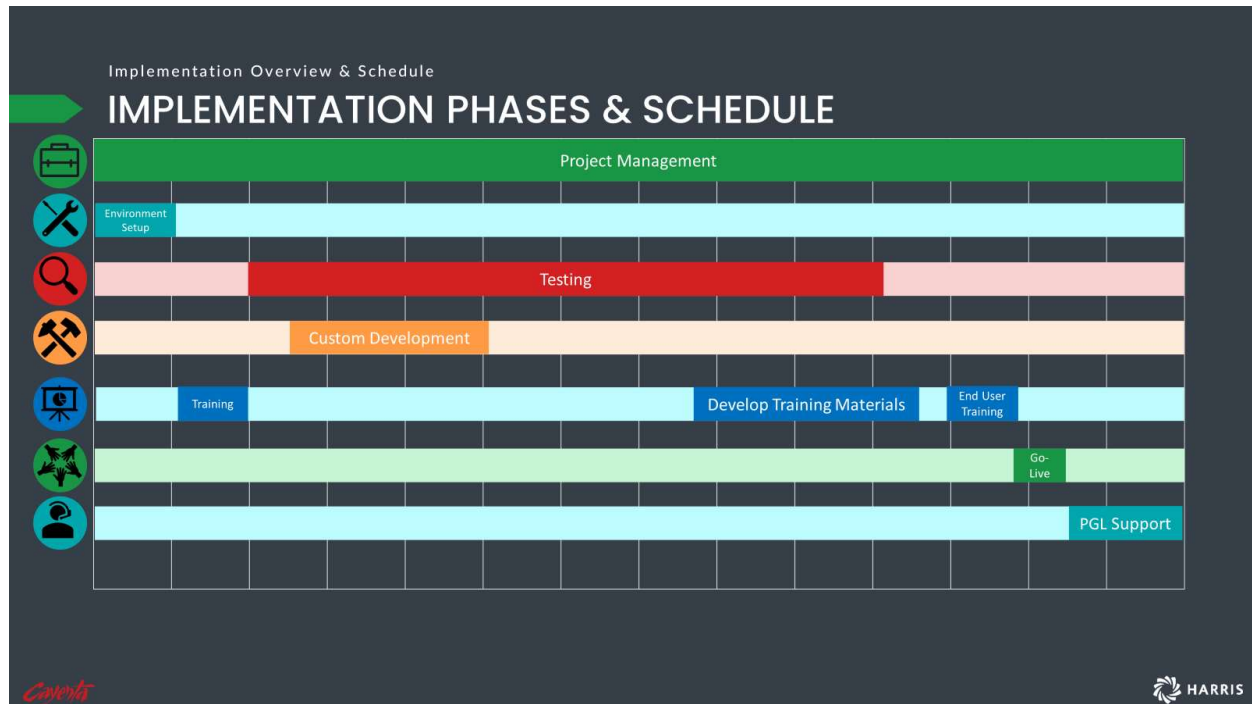 Implementation Overview & Schedule
IMPLEMENTATION PHASES & SCHEDULE
Project Management
Environment
Setup
Testing
Custom Development
Training
Develop Training Materials
End User
Training
Go-
Live
PGL Support
Cayenta
HARRIS